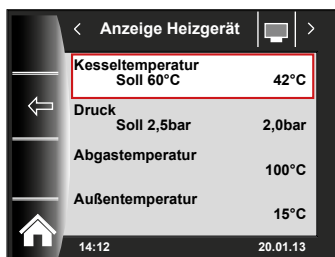 < Anzeige Heizgerät >
Kesseltemperatur
Soll 60°C 42°C
Druck
Soll 2,5bar 2,0bar
Abgastemperatur
100°C
Außentemperatur
15°C
14:12 20.01.13